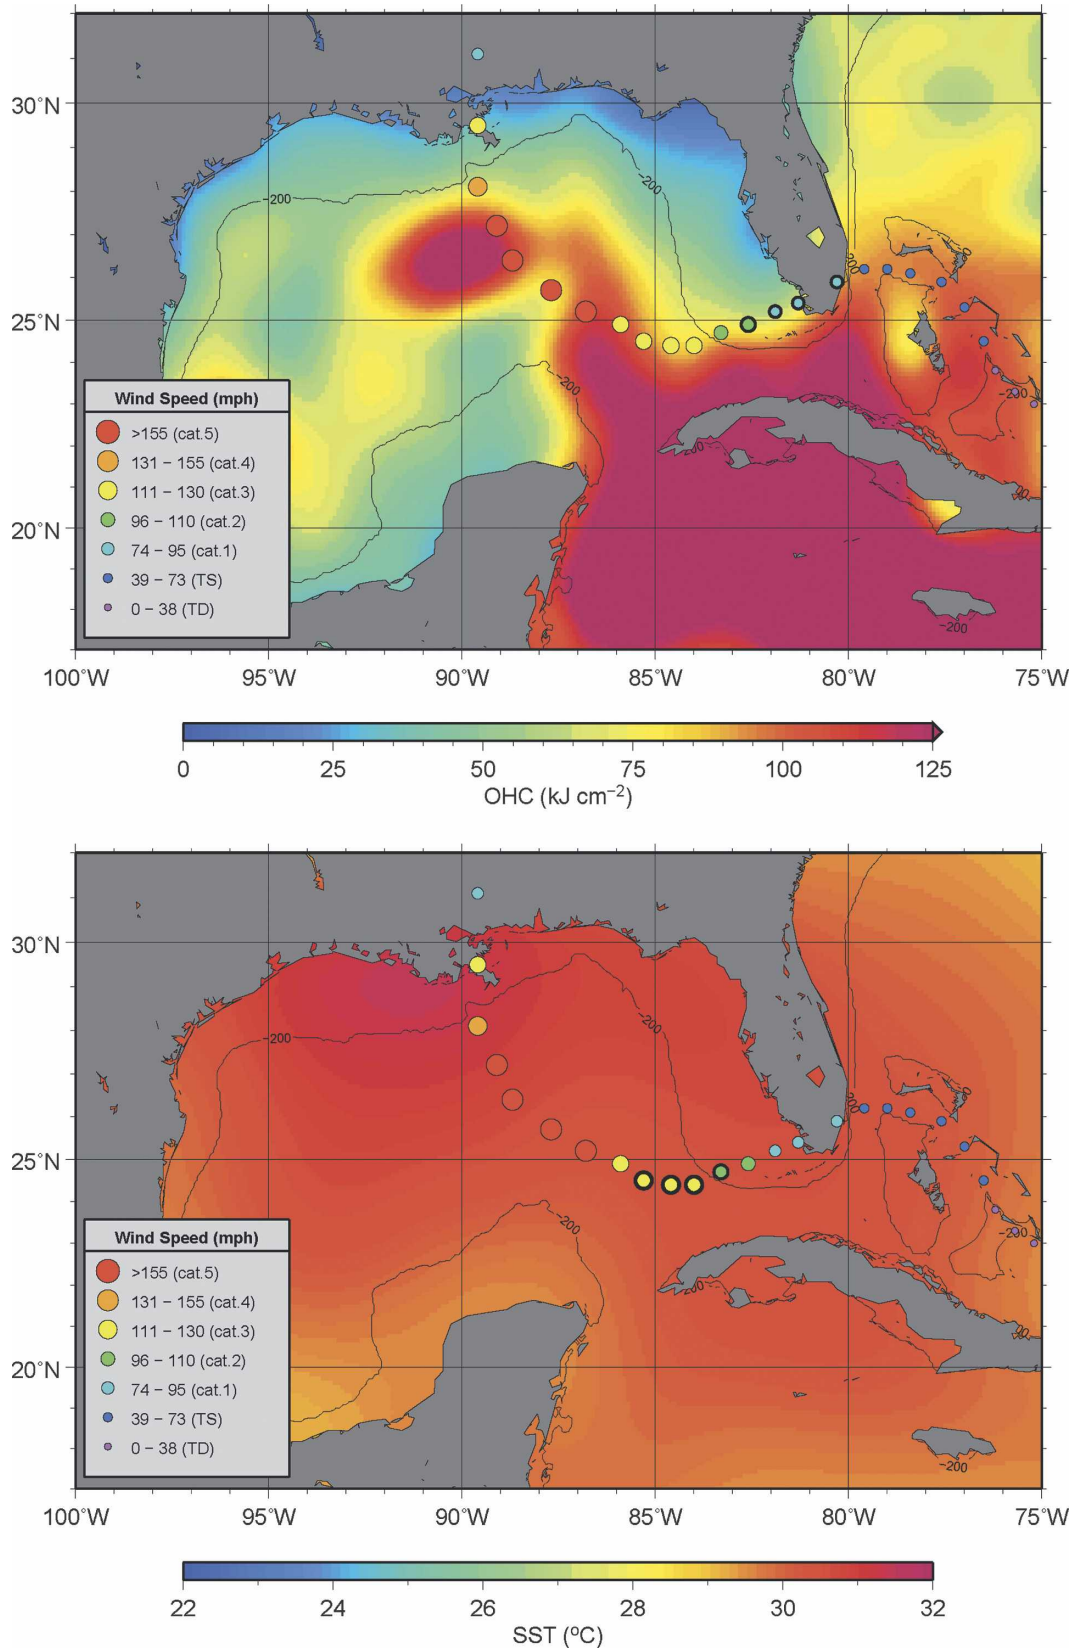 30°N
25°N
20°N
-200
-200
-200
200
-200
00
00
-200
Wind Speed (mph)
>155 (cat.5)
131 – 155 (cat.4)
111 – 130 (cat.3)
96 – 110 (cat.2)
74 – 95 (cat.1)
39 – 73 (TS)
0 – 38 (TD)
100°W 95°W 90°W 85°W 80°W 75°W
0 25 50 75 100 125
OHC (kJ cm⁻²)
30°N
25°N
20°N
-200
-200
-200
200
-200
00
00
-200
Wind Speed (mph)
>155 (cat.5)
131 – 155 (cat.4)
111 – 130 (cat.3)
96 – 110 (cat.2)
74 – 95 (cat.1)
39 – 73 (TS)
0 – 38 (TD)
100°W 95°W 90°W 85°W 80°W 75°W
22 24 26 28 30 32
SST (°C)